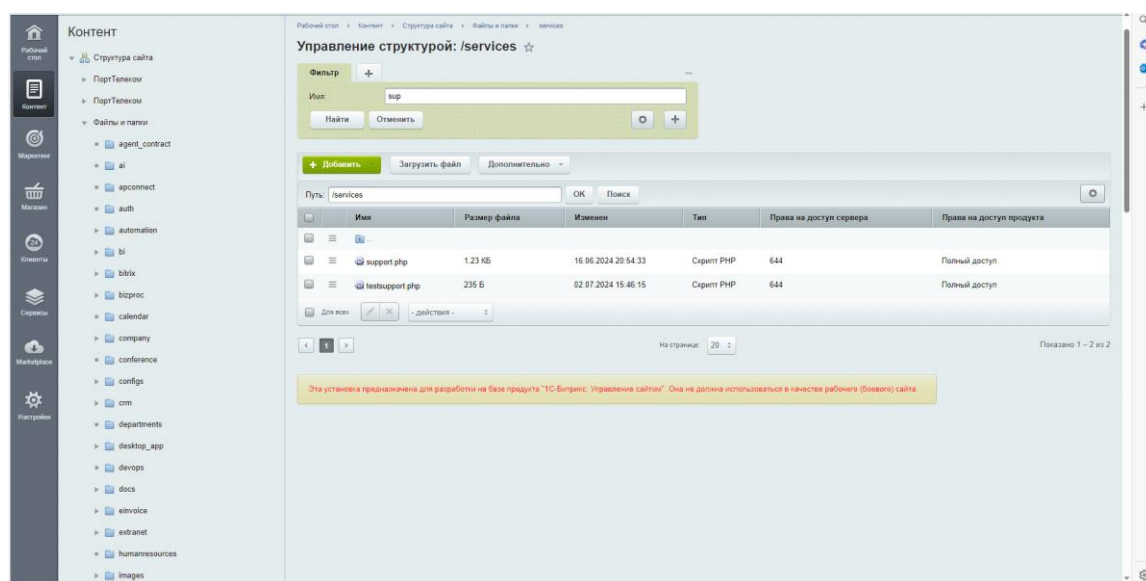 Рабочий стол
Контент
Маркетинг
Магазин
24
Клиенты
Сервисы
Marketplace
Настройки
Контент
Структура сайта
ПортТелеком
ПортТелеком
Файлы и папки
agent_contract
ai
apconnect
auth
automation
bi
bitrix
bizproc
calendar
company
conference
configs
crm
departments
desktop_app
devops
docs
einvoice
extranet
humanresources
images
Рабочий стол Контент Структура сайта Файлы и папки services
Управление структурой: /services
Фильтр +
Имя: sup
Найти Отменить
+ Добавить Загрузить файл Дополнительно
Путь: /services OK Поиск
Имя Размер файла Изменен Тип Права на доступ сервера Права на доступ продукта
..
support.php 1.23 КБ 16.06.2024 20:54:33 Скрипт PHP 644 Полный доступ
testsupport.php 235 Б 02.07.2024 15:46:15 Скрипт PHP 644 Полный доступ
Для всех - действия -
1 На странице: 20 Показано 1 – 2 из 2
Эта установка предназначена для разработки на базе продукта "1С-Битрикс: Управление сайтом". Она не должна использоваться в качестве рабочего (боевого) сайта.